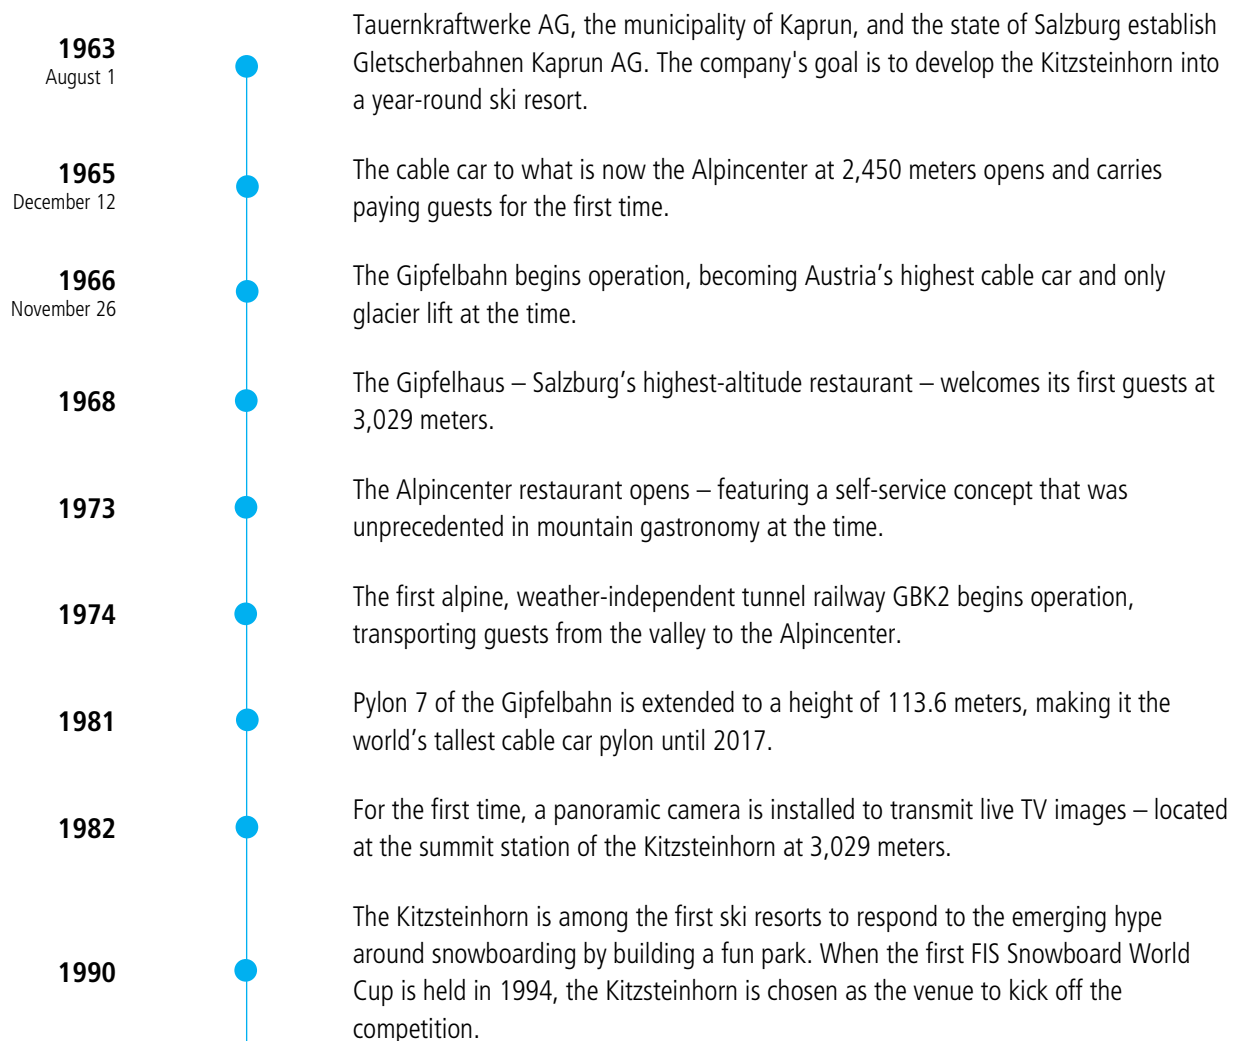 1963
August 1
Tauernkraftwerke AG, the municipality of Kaprun, and the state of Salzburg establish
Gletscherbahnen Kaprun AG. The company's goal is to develop the Kitzsteinhorn into
a year-round ski resort.
1965
December 12
The cable car to what is now the Alpincenter at 2,450 meters opens and carries
paying guests for the first time.
1966
November 26
The Gipfelbahn begins operation, becoming Austria’s highest cable car and only
glacier lift at the time.
1968
The Gipfelhaus – Salzburg’s highest-altitude restaurant – welcomes its first guests at
3,029 meters.
1973
The Alpincenter restaurant opens – featuring a self-service concept that was
unprecedented in mountain gastronomy at the time.
1974
The first alpine, weather-independent tunnel railway GBK2 begins operation,
transporting guests from the valley to the Alpincenter.
1981
Pylon 7 of the Gipfelbahn is extended to a height of 113.6 meters, making it the
world’s tallest cable car pylon until 2017.
1982
For the first time, a panoramic camera is installed to transmit live TV images – located
at the summit station of the Kitzsteinhorn at 3,029 meters.
1990
The Kitzsteinhorn is among the first ski resorts to respond to the emerging hype
around snowboarding by building a fun park. When the first FIS Snowboard World
Cup is held in 1994, the Kitzsteinhorn is chosen as the venue to kick off the
competition.